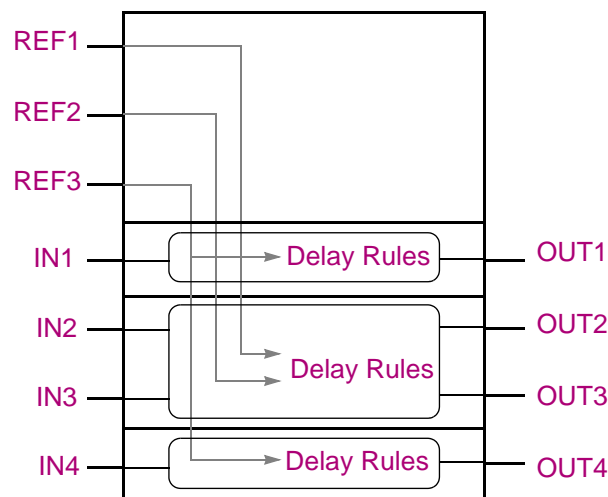 REF1
REF2
REF3
IN1 Delay Rules OUT1
IN2 OUT2
Delay Rules
IN3 OUT3
IN4 Delay Rules OUT4